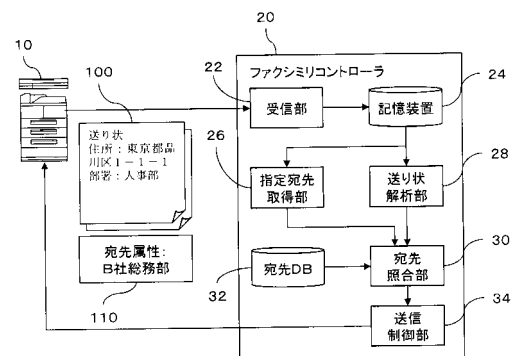 10
20
ファクシミリコントローラ
100
22
受信部
記憶装置
24
送り状
住所：東京都品
川区１－１－１
部署：人事部
26
指定宛先
取得部
送り状
解析部
28
宛先属性：
B社総務部
110
32
宛先DB
宛先
照合部
30
送信
制御部
34